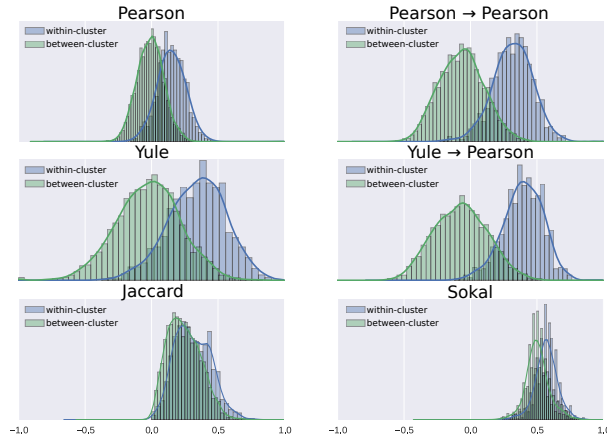 Pearson
within-cluster
between-cluster
Pearson → Pearson
within-cluster
between-cluster
Yule
within-cluster
between-cluster
Yule → Pearson
within-cluster
between-cluster
Jaccard
within-cluster
between-cluster
−1.0 −0.5 0.0 0.5 1.0
Sokal
within-cluster
between-cluster
−1.0 −0.5 0.0 0.5 1.0